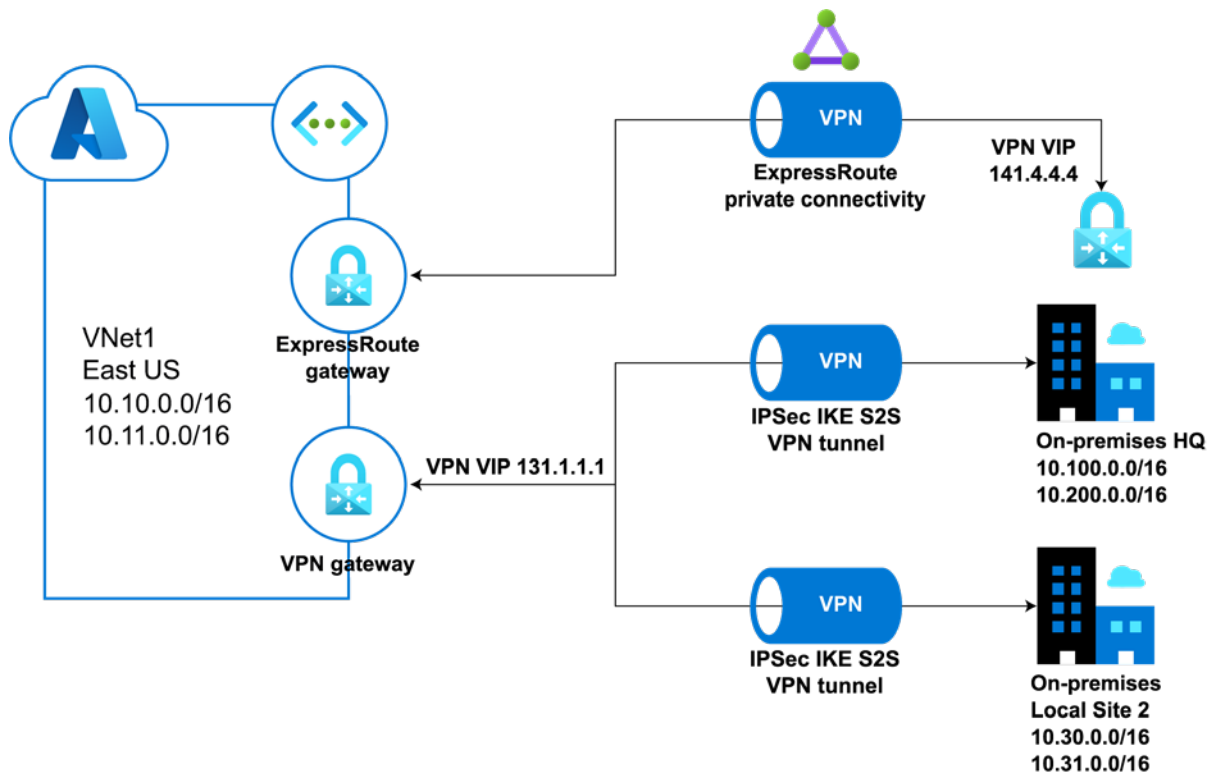 VPN
ExpressRoute
private connectivity
VPN VIP
141.4.4.4
VNet1
East US
10.10.0.0/16
10.11.0.0/16
ExpressRoute
gateway
VPN
IPSec IKE S2S
VPN tunnel
On-premises HQ
10.100.0.0/16
10.200.0.0/16
VPN VIP 131.1.1.1
VPN gateway
VPN
IPSec IKE S2S
VPN tunnel
On-premises
Local Site 2
10.30.0.0/16
10.31.0.0/16